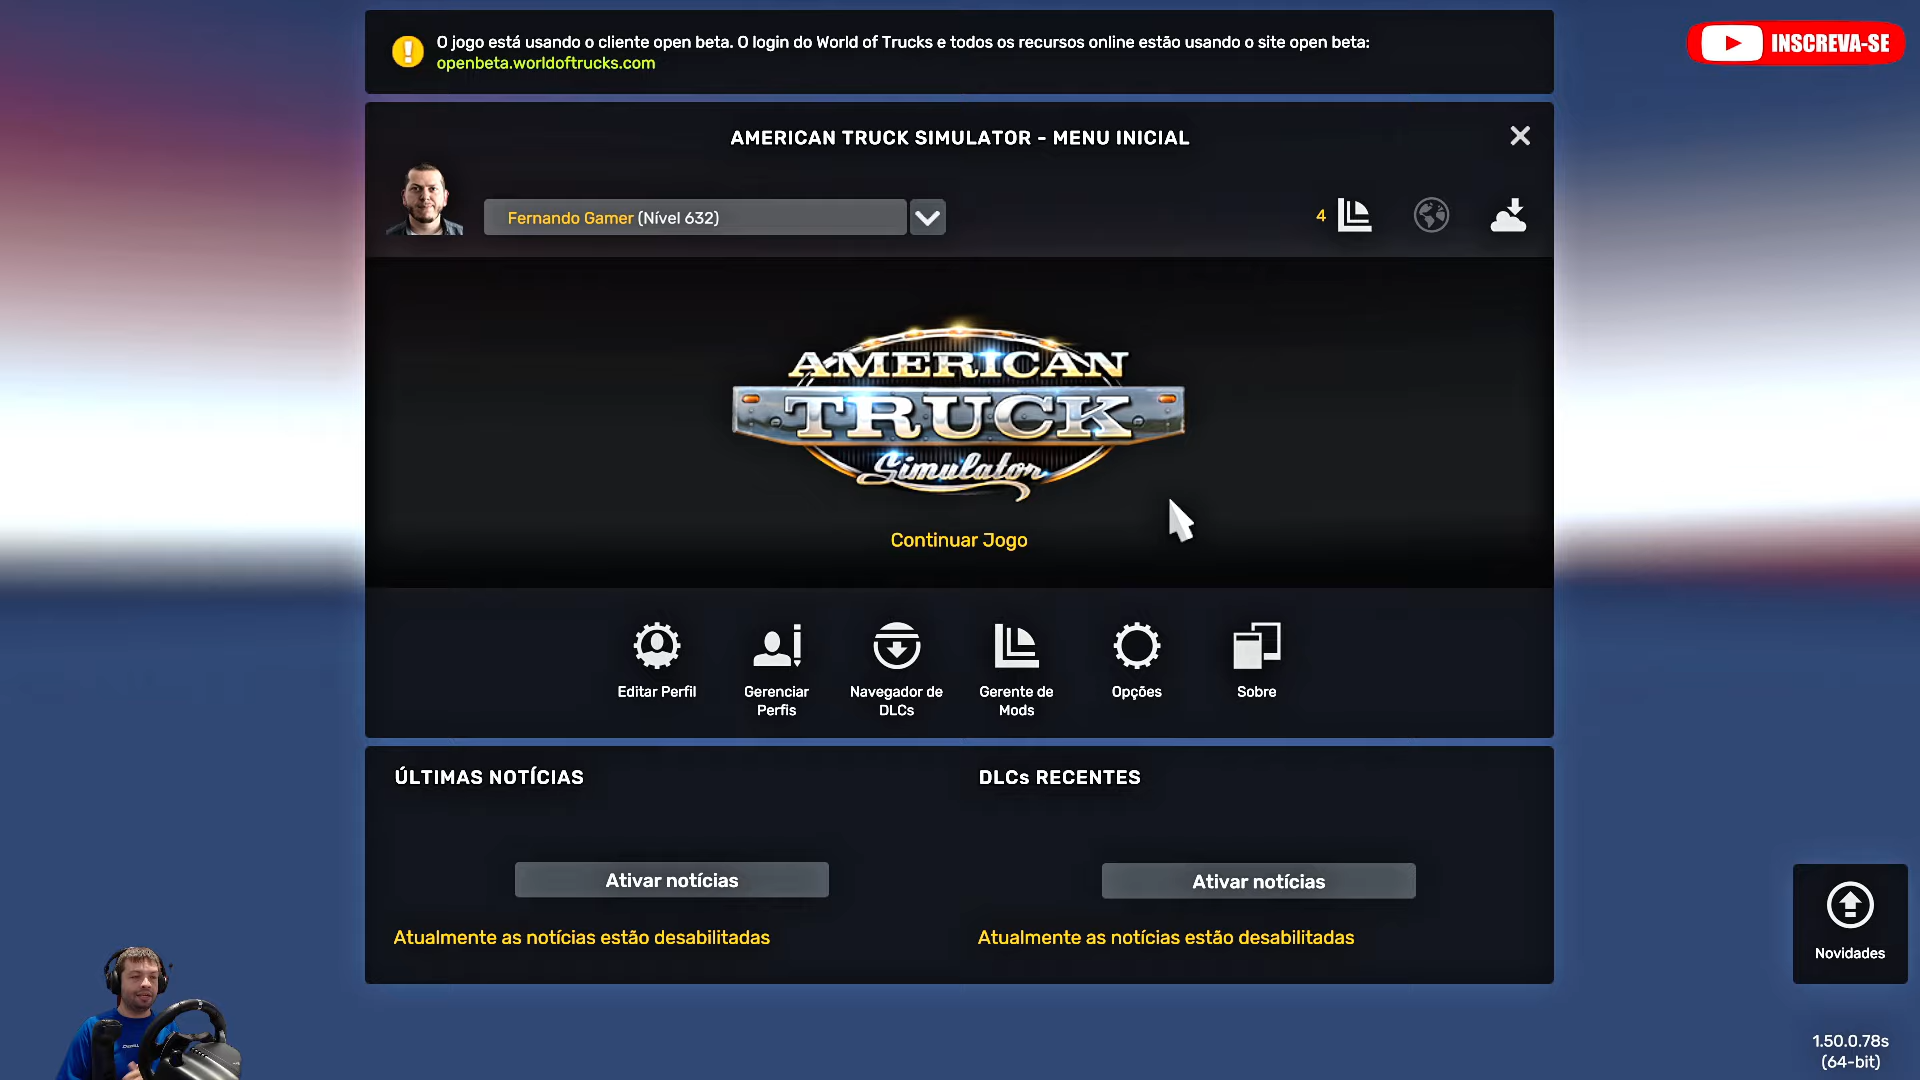 O jogo está usando o cliente open beta. O login do World of Trucks e todos os recursos online estão usando o site open beta:
openbeta.worldoftrucks.com
INSCREVA-SE
AMERICAN TRUCK SIMULATOR - MENU INICIAL
Fernando Gamer (Nível 632)
4
AMERICAN
TRUCK
Simulator
Continuar Jogo
Editar Perfil
Gerenciar
Perfis
Navegador de
DLCs
Gerente de
Mods
Opções
Sobre
ÚLTIMAS NOTÍCIAS
Ativar notícias
Atualmente as notícias estão desabilitadas
DLCs RECENTES
Ativar notícias
Atualmente as notícias estão desabilitadas
Novidades
1.50.0.78s
(64-bit)